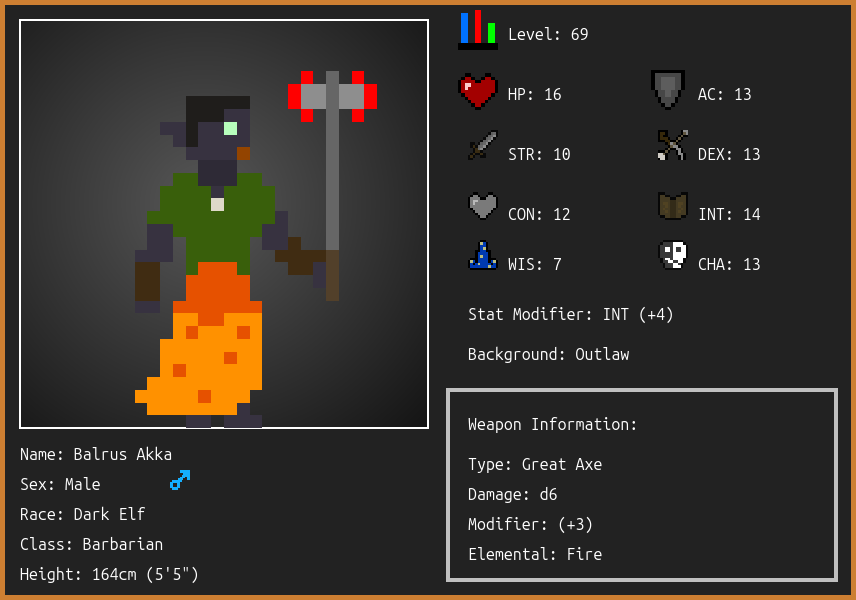 Level: 69
HP: 16
AC: 13
STR: 10
DEX: 13
CON: 12
INT: 14
WIS: 7
CHA: 13
Stat Modifier: INT (+4)
Background: Outlaw
Weapon Information:
Type: Great Axe
Damage: d6
Modifier: (+3)
Elemental: Fire
Name: Balrus Akka
Sex: Male
Race: Dark Elf
Class: Barbarian
Height: 164cm (5'5")